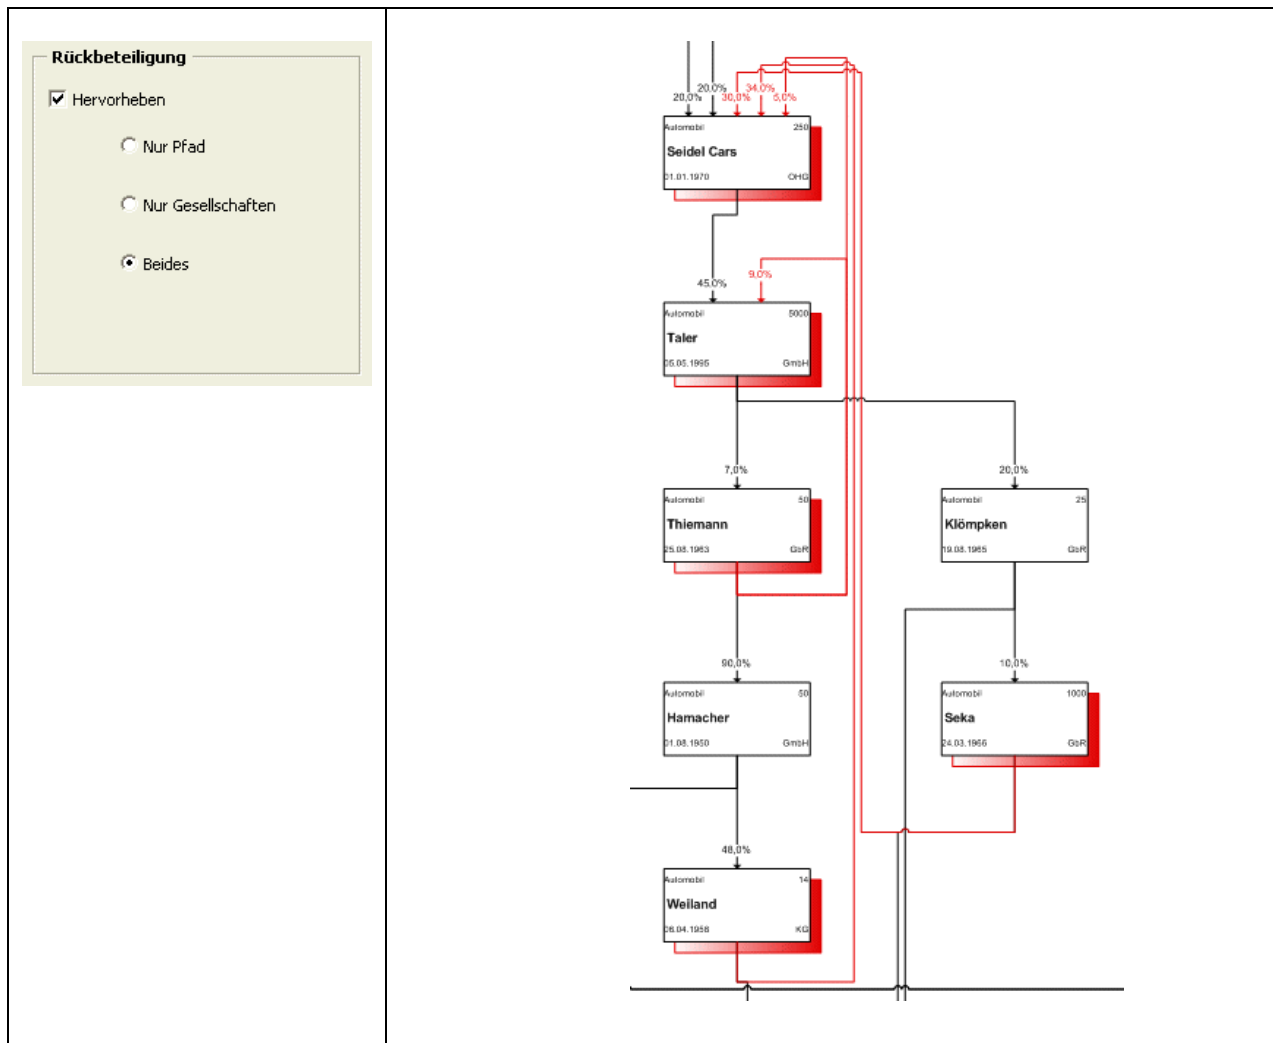 Rückbeteiligung
Hervorheben
Nur Pfad
Nur Gesellschaften
Beides
20,0% 20,0% 30,0% 34,0% 5,0%
Automobil 250
Seidel Cars
01.01.1970 OHG
45,0% 9,0%
Automobil 5000
Taler
05.05.1995 GmbH
7,0% 20,0%
Automobil 50
Thiemann
25.08.1963 GbR
Automobil 25
Klömpken
19.08.1965 GbR
90,0% 10,0%
Automobil 50
Hamacher
01.08.1950 GmbH
Automobil 1000
Seka
24.03.1966 GbR
48,0%
Automobil 14
Weiland
06.04.1956 KG